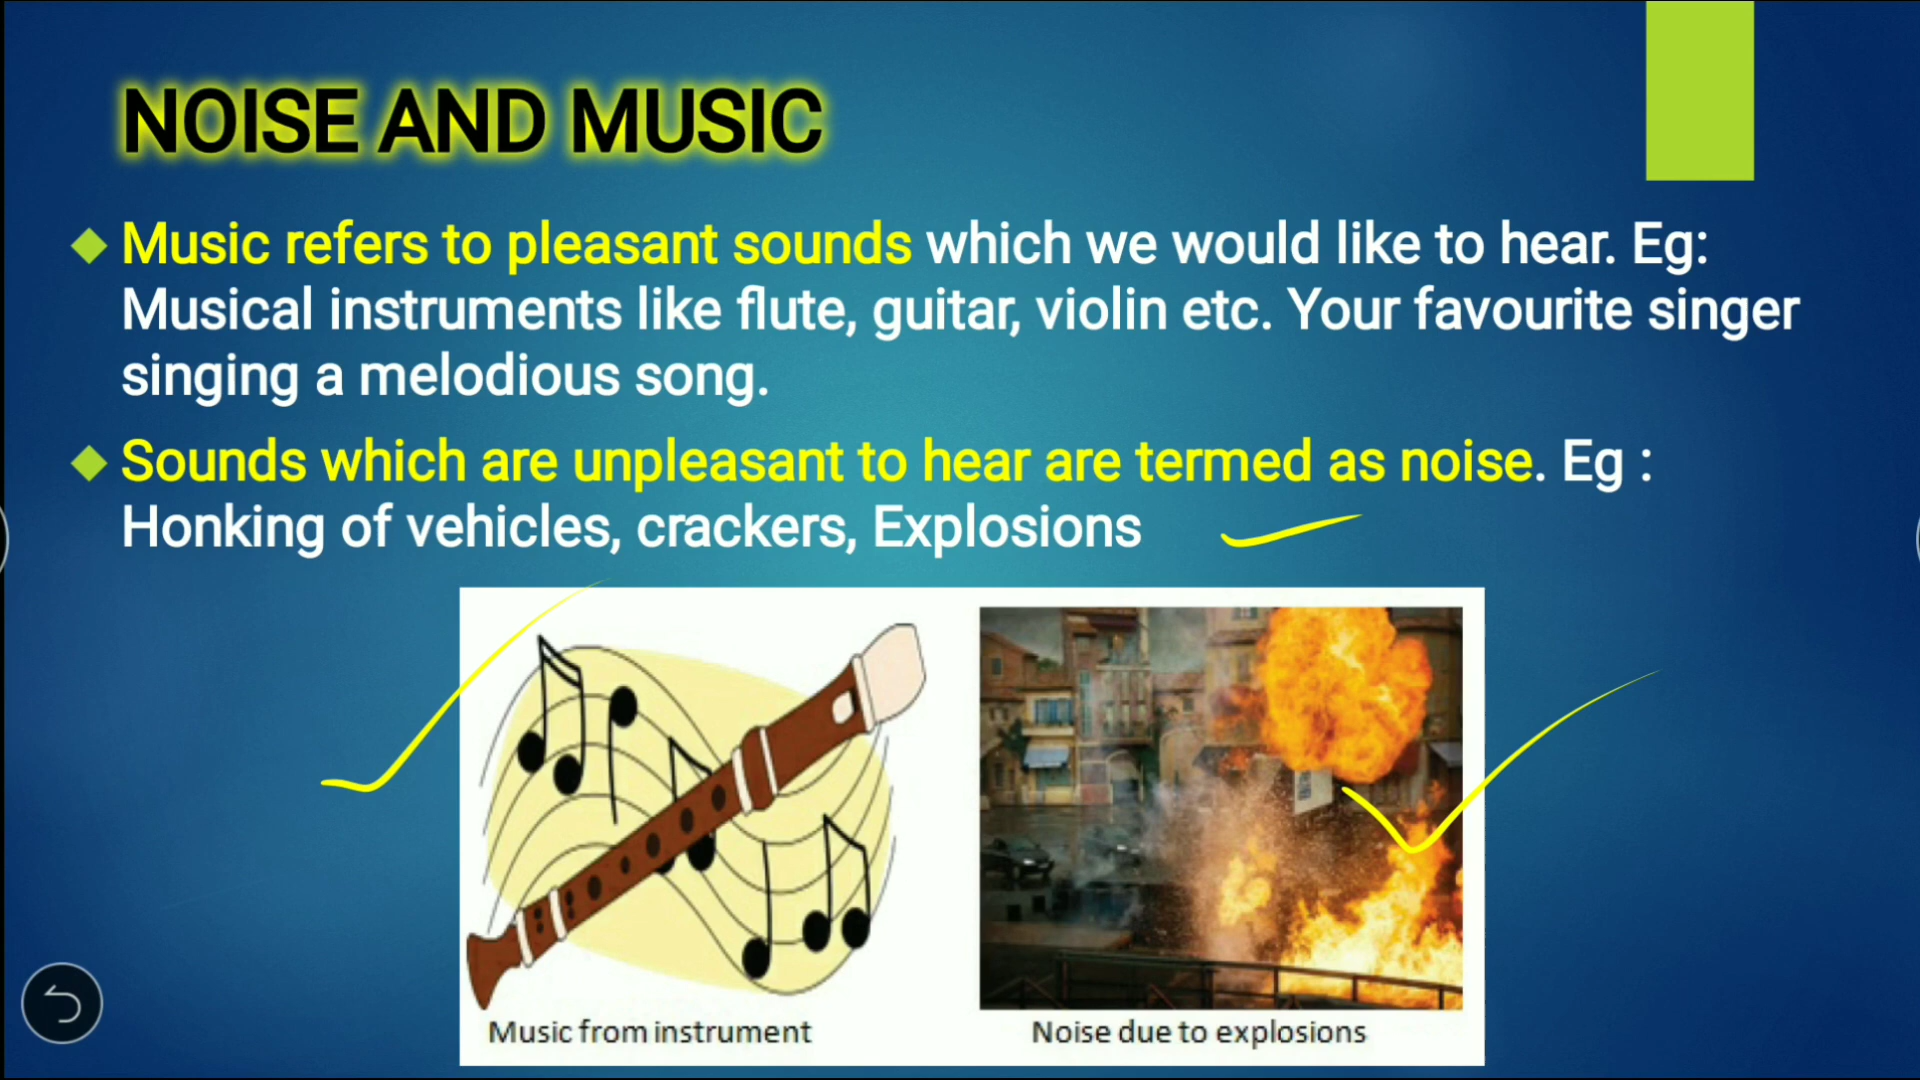 NOISE AND MUSIC
Music refers to pleasant sounds which we would like to hear. Eg:
Musical instruments like flute, guitar, violin etc. Your favourite singer
singing a melodious song.
Sounds which are unpleasant to hear are termed as noise. Eg :
Honking of vehicles, crackers, Explosions
Music from instrument
Noise due to explosions